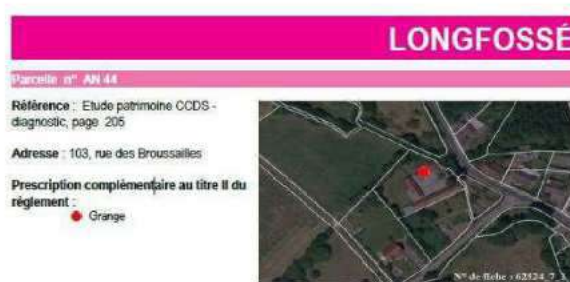 LONGFOSSÉ
Parcelle n° AN 44
Référence : Etude patrimoine CCDS -
diagnostic, page 205
Adresse : 103, rue des Broussailles
Prescription complémentaire au titre II du
réglement :
Grange
N° de fiche : 62524_7_1